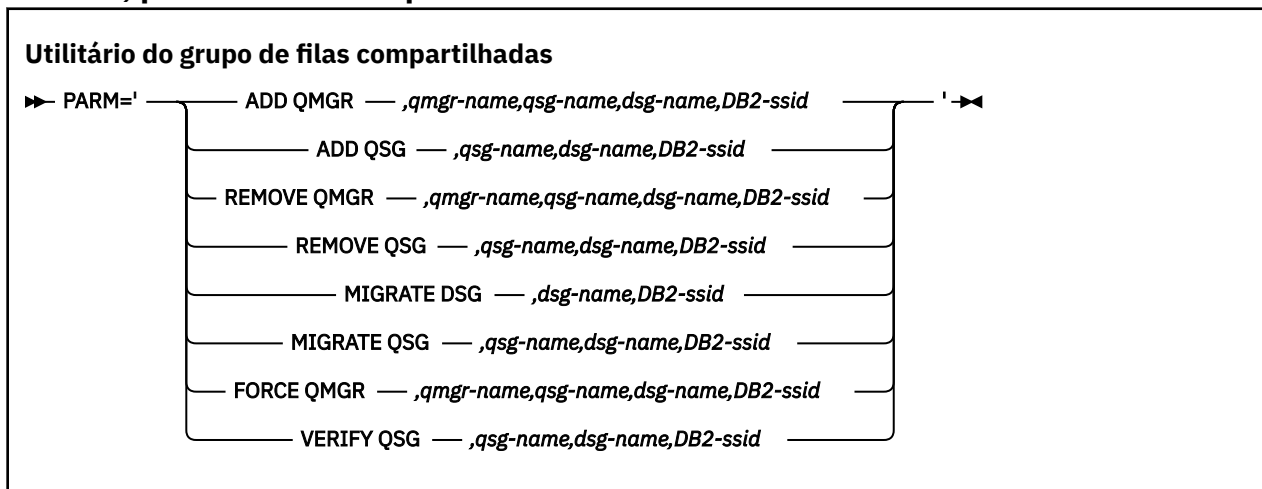 Utilitário do grupo de filas compartilhadas
PARM=' ADD QMGR ,qmgr-name,qsg-name,dsg-name,DB2-ssid '
ADD QSG ,qsg-name,dsg-name,DB2-ssid
REMOVE QMGR ,qmgr-name,qsg-name,dsg-name,DB2-ssid
REMOVE QSG ,qsg-name,dsg-name,DB2-ssid
MIGRATE DSG ,dsg-name,DB2-ssid
MIGRATE QSG ,qsg-name,dsg-name,DB2-ssid
FORCE QMGR ,qmgr-name,qsg-name,dsg-name,DB2-ssid
VERIFY QSG ,qsg-name,dsg-name,DB2-ssid